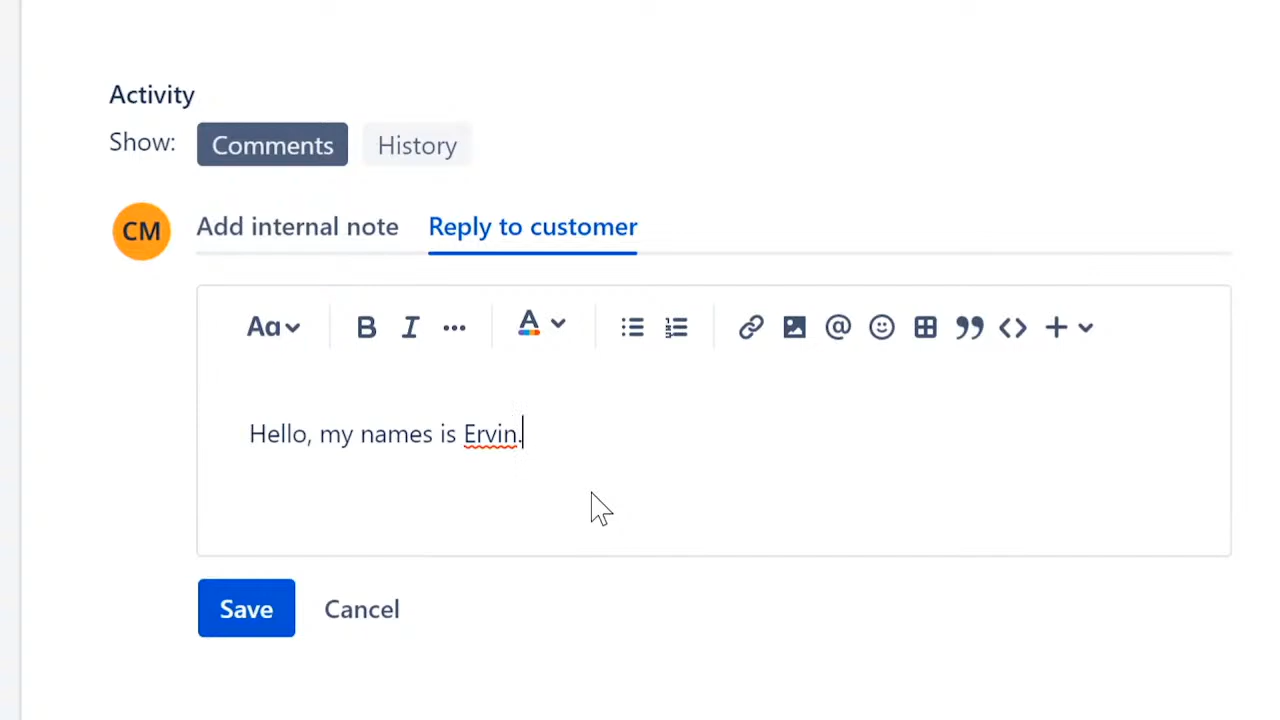 Activity
Show: Comments History
CM Add internal note Reply to customer
Aa B I ... A @
Hello, my names is Ervin.
Save Cancel